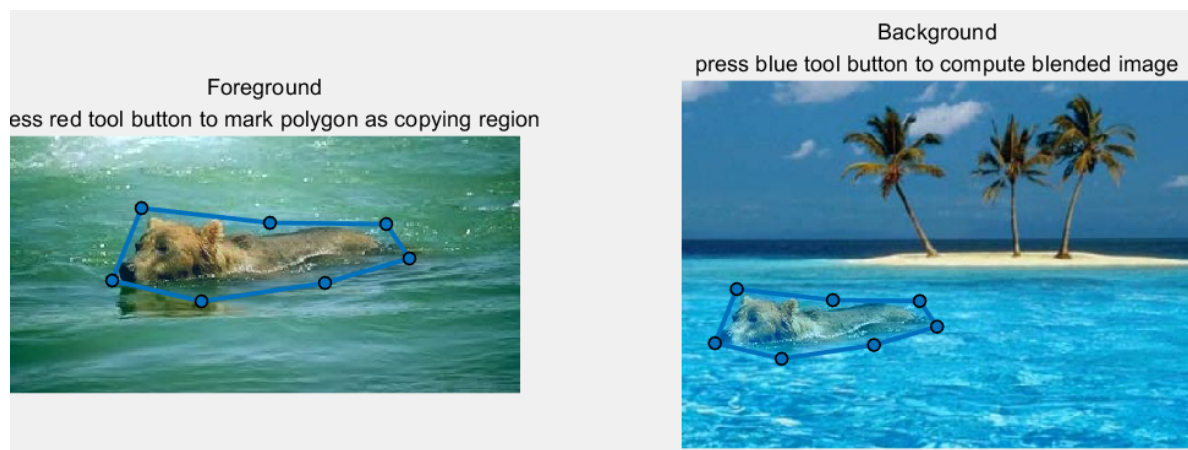 Foreground
ess red tool button to mark polygon as copying region
Background
press blue tool button to compute blended image